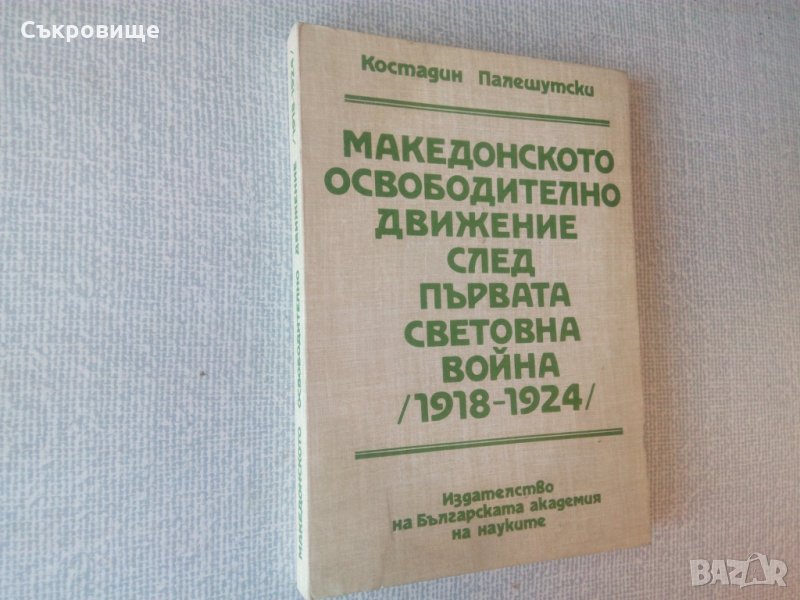 Съкровище
Костадин Палешутски
МАКЕДОНСКОТО
ОСВОБОДИТЕЛНО
ДВИЖЕНИЕ
СЛЕД
ПЪРВАТА
СВЕТОВНА
ВОЙНА
/1918-1924/
Издателство
на Българската академия
на науките
МАКЕДОНСКОТО ОСВОБОДИТЕЛНО ДВИЖЕНИЕ /1918-1924/
BAZAR